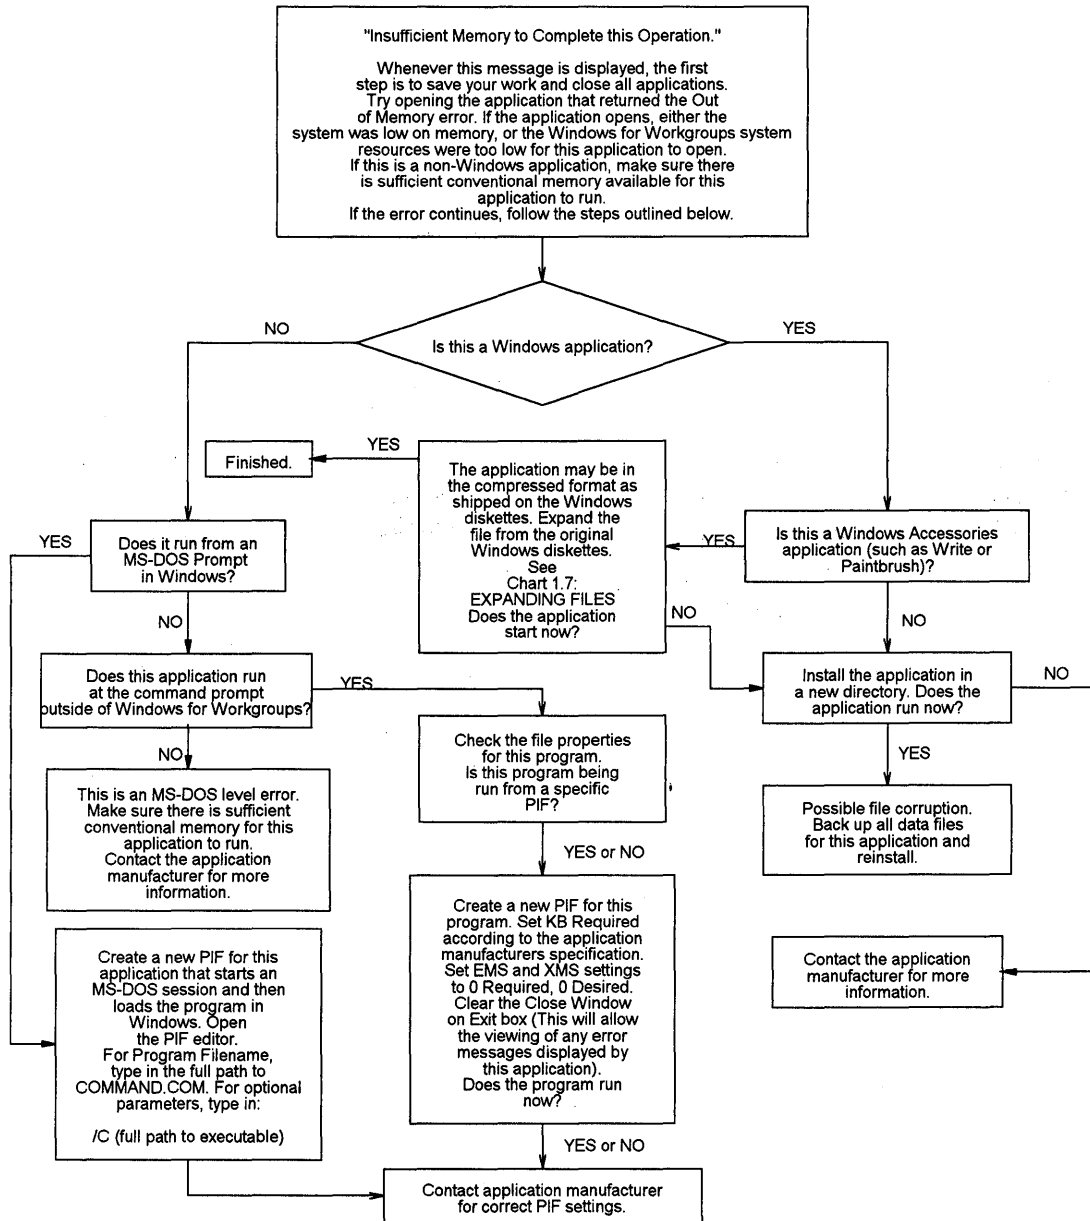 "Insufficient Memory to Complete this Operation."
Whenever this message is displayed, the first
step is to save your work and close all applications.
Try opening the application that returned the Out
of Memory error. If the application opens, either the
system was low on memory, or the Windows for Workgroups system
resources were too low for this application to open.
If this is a non-Windows application, make sure there
is sufficient conventional memory available for this
application to run.
If the error continues, follow the steps outlined below.
NO
YES
Is this a Windows application?
YES
Finished.
The application may be in
the compressed format as
shipped on the Windows
diskettes. Expand the
file from the original
Windows diskettes.
See
Chart 1.7:
EXPANDING FILES
Does the application
start now?
YES
Does it run from an
MS-DOS Prompt
in Windows?
YES
Is this a Windows Accessories
application (such as Write or
Paintbrush)?
NO
NO
NO
Does this application run
at the command prompt
outside of Windows for Workgroups?
YES
Install the application in
a new directory. Does the
application run now?
NO
NO
Check the file properties
for this program.
Is this program being
run from a specific
PIF?
YES
This is an MS-DOS level error.
Make sure there is sufficient
conventional memory for this
application to run.
Contact the application
manufacturer for more
information.
Possible file corruption.
Back up all data files
for this application and
reinstall.
YES or NO
Create a new PIF for this
program. Set KB Required
according to the application
manufacturers specification.
Set EMS and XMS settings
to 0 Required, 0 Desired.
Clear the Close Window
on Exit box (This will allow
the viewing of any error
messages displayed by
this application).
Does the program run
now?
Create a new PIF for this
application that starts an
MS-DOS session and then
loads the program in
Windows. Open
the PIF editor.
For Program Filename,
type in the full path to
COMMAND.COM. For optional
parameters, type in:
/C (full path to executable)
Contact the application
manufacturer for more
information.
YES or NO
Contact application manufacturer
for correct PIF settings.